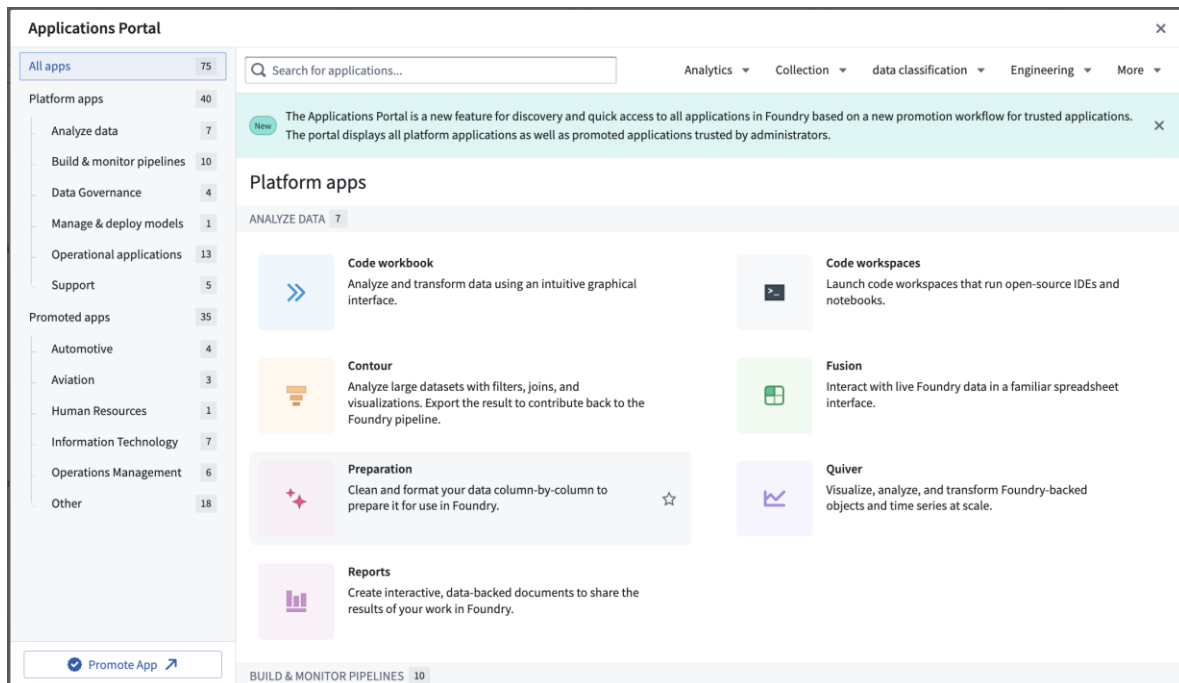 Applications Portal
All apps 75
Platform apps 40
Analyze data 7
Build & monitor pipelines 10
Data Governance 4
Manage & deploy models 1
Operational applications 13
Support 5
Promoted apps 35
Automotive 4
Aviation 3
Human Resources 1
Information Technology 7
Operations Management 6
Other 18
Promote App
Search for applications...
Analytics
Collection
data classification
Engineering
More
New
The Applications Portal is a new feature for discovery and quick access to all applications in Foundry based on a new promotion workflow for trusted applications.
The portal displays all platform applications as well as promoted applications trusted by administrators.
Platform apps
ANALYZE DATA 7
Code workbook
Analyze and transform data using an intuitive graphical
interface.
Code workspaces
Launch code workspaces that run open-source IDEs and
notebooks.
Contour
Analyze large datasets with filters, joins, and
visualizations. Export the result to contribute back to the
Foundry pipeline.
Fusion
Interact with live Foundry data in a familiar spreadsheet
interface.
Preparation
Clean and format your data column-by-column to
prepare it for use in Foundry.
Quiver
Visualize, analyze, and transform Foundry-backed
objects and time series at scale.
Reports
Create interactive, data-backed documents to share the
results of your work in Foundry.
BUILD & MONITOR PIPELINES 10